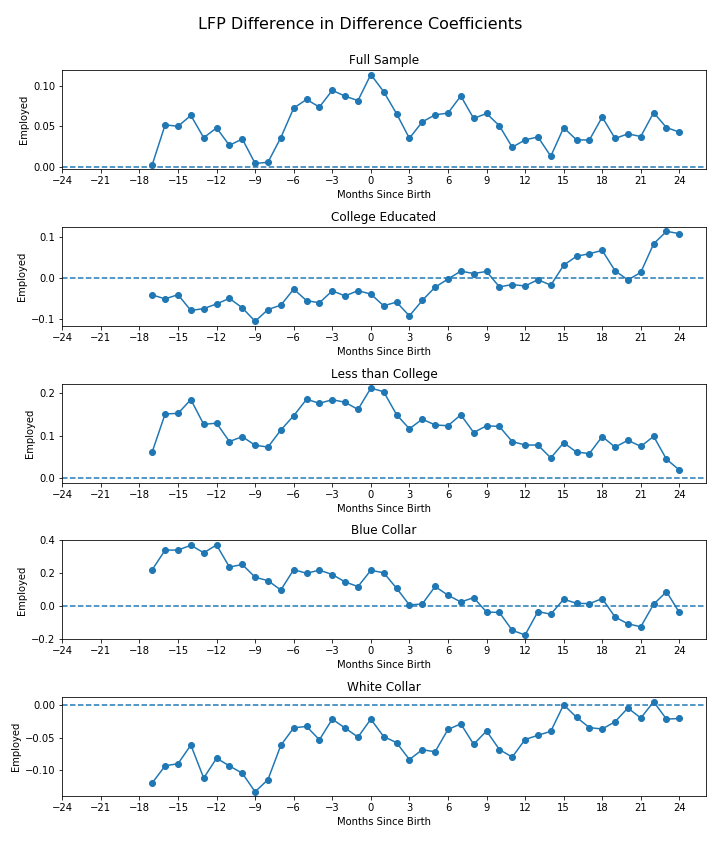 LFP Difference in Difference Coefficients
Full Sample
Employed
0.10
0.05
0.00
−24 −21 −18 −15 −12 −9 −6 −3 0 3 6 9 12 15 18 21 24
Months Since Birth
College Educated
Employed
0.1
0.0
−0.1
−24 −21 −18 −15 −12 −9 −6 −3 0 3 6 9 12 15 18 21 24
Months Since Birth
Less than College
Employed
0.2
0.1
0.0
−24 −21 −18 −15 −12 −9 −6 −3 0 3 6 9 12 15 18 21 24
Months Since Birth
Blue Collar
Employed
0.4
0.2
0.0
−0.2
−24 −21 −18 −15 −12 −9 −6 −3 0 3 6 9 12 15 18 21 24
Months Since Birth
White Collar
Employed
0.00
−0.05
−0.10
−24 −21 −18 −15 −12 −9 −6 −3 0 3 6 9 12 15 18 21 24
Months Since Birth